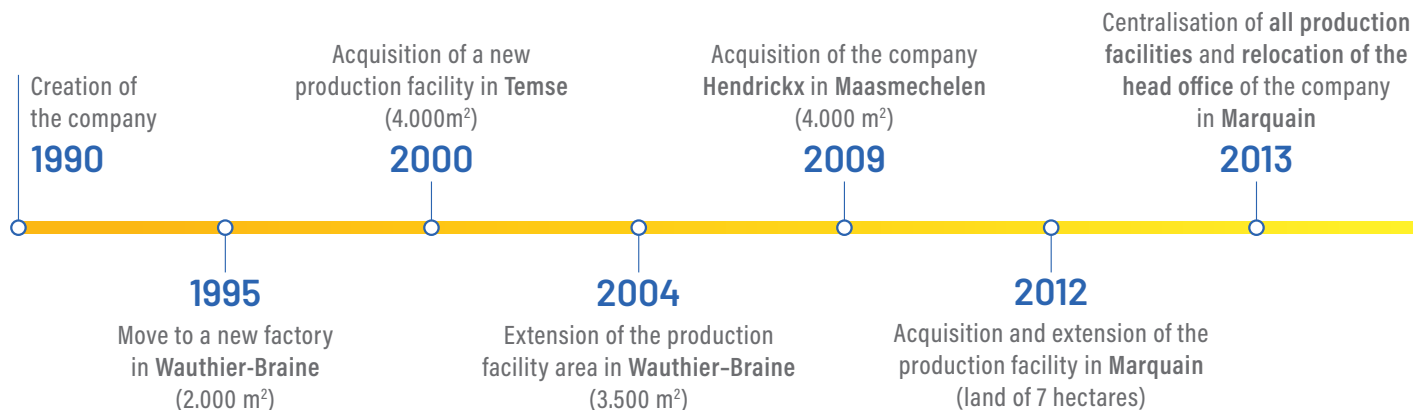 Creation of
the company
1990
Acquisition of a new
production facility in Temse
(4.000m²)
2000
Acquisition of the company
Hendrickx in Maasmechelen
(4.000 m²)
2009
Centralisation of all production
facilities and relocation of the
head office of the company
in Marquain
2013
1995
Move to a new factory
in Wauthier-Braine
(2.000 m²)
2004
Extension of the production
facility area in Wauthier–Braine
(3.500 m²)
2012
Acquisition and extension of the
production facility in Marquain
(land of 7 hectares)